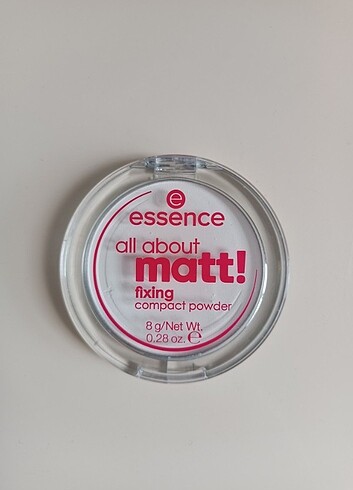 e
essence
all about
matt!
fixing
compact powder
8 g/Net Wt.
0.28 oz. ℮